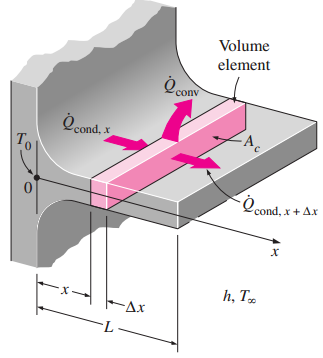 Volume
element
Q̇conv
Q̇cond, x
T0
Ac
0
Q̇cond, x + Δx
x
x
Δx
h, T∞
L